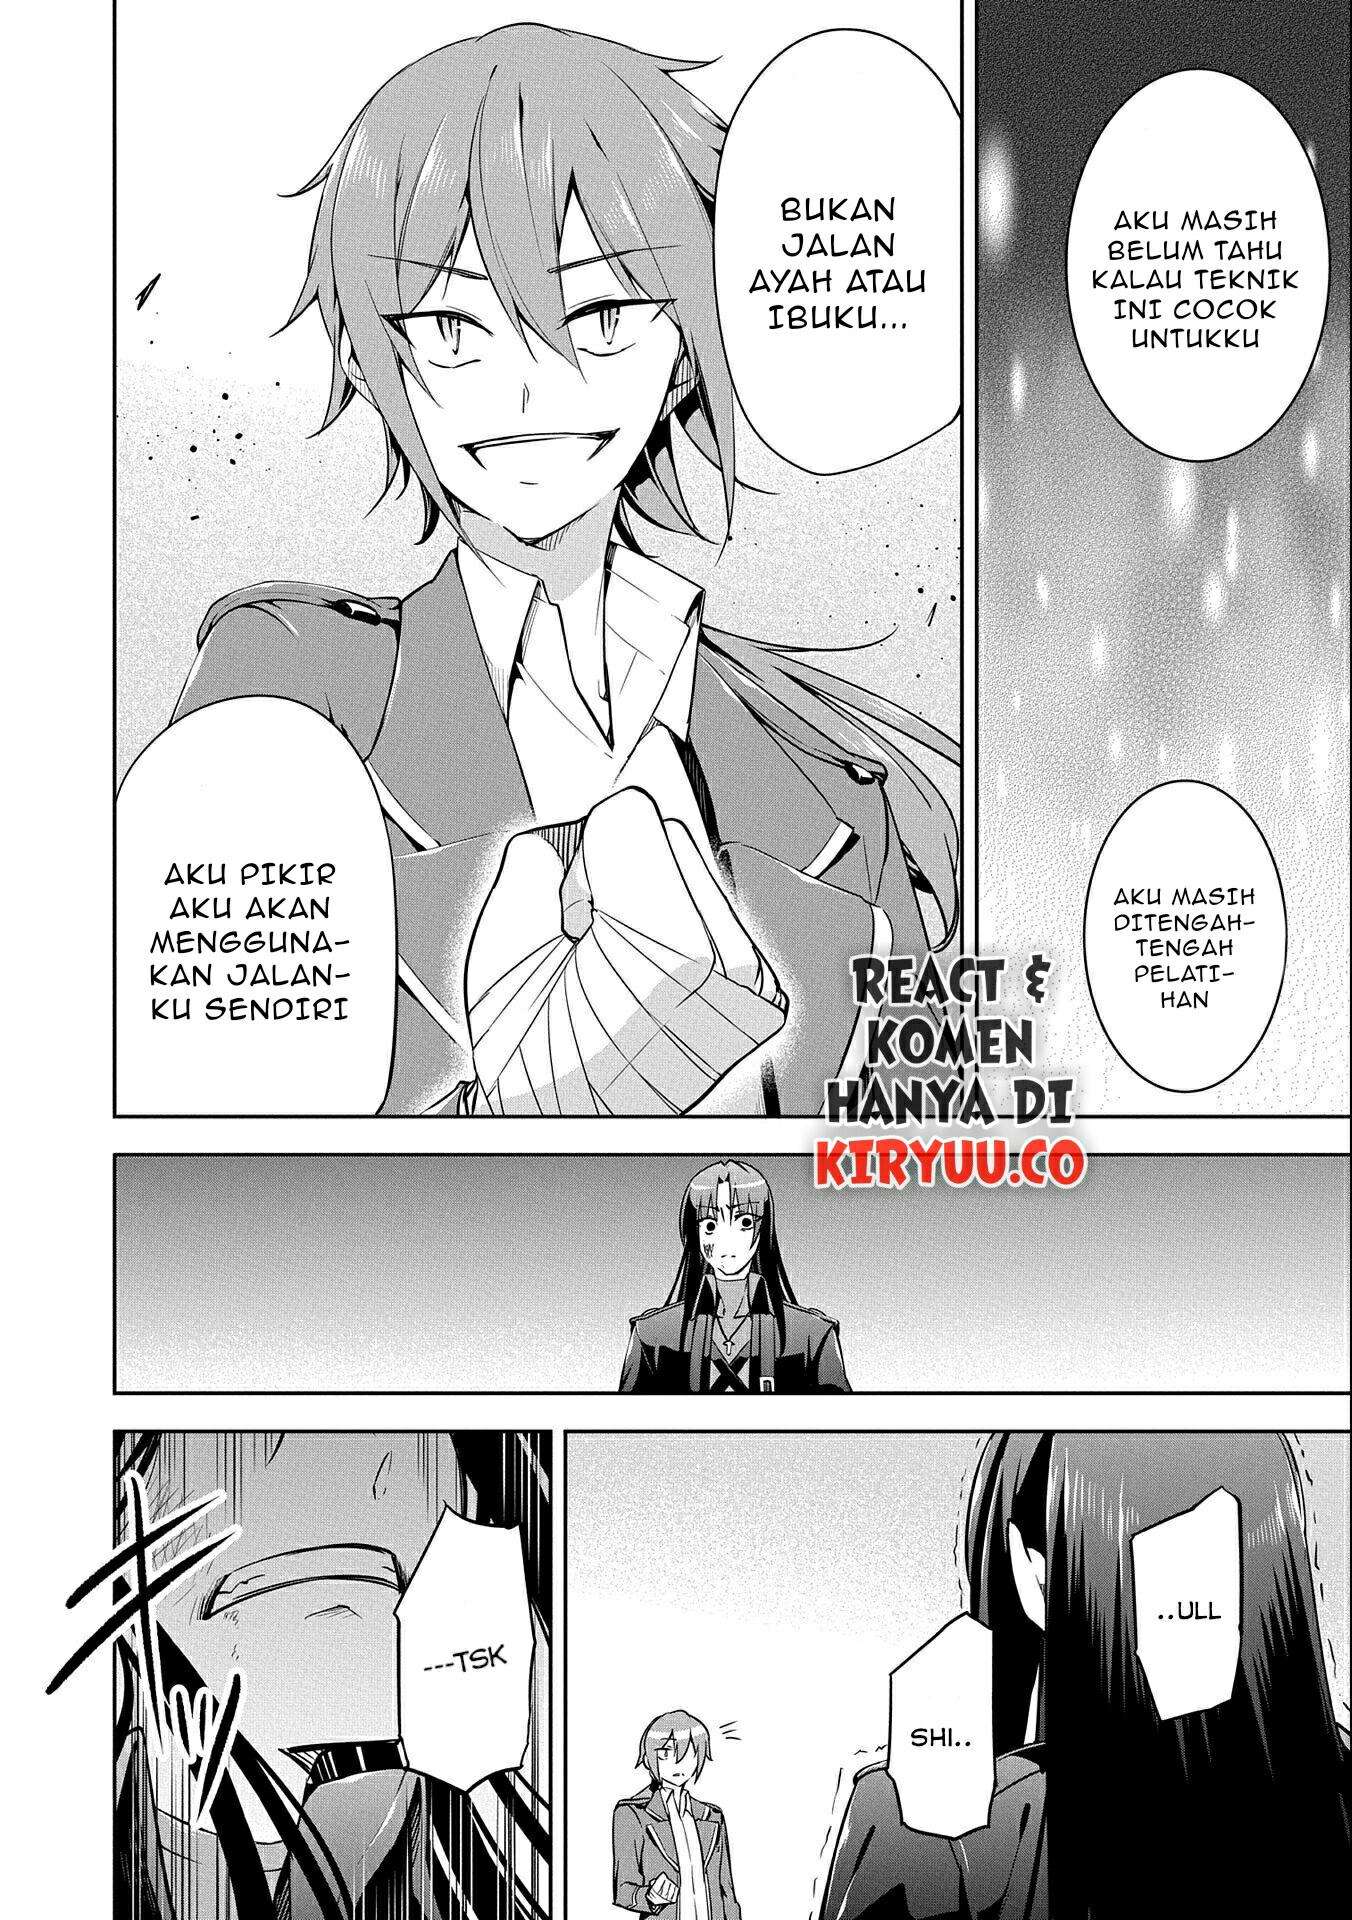 AKU MASIH
BELUM TAHU
KALAU TEKNIK
INI COCOK
UNTUKKU
AKU MASIH
DITENGAH-
TENGAH
PELATI-
HAN
BUKAN
JALAN
AYAH ATAU
IBUKU...
AKU PIKIR
AKU AKAN
MENGGUNA-
KAN JALAN-
KU SENDIRI
REACT &
KOMEN
HANYA DI
KIRYUU.CO
..ULL
SHI..
---TSK